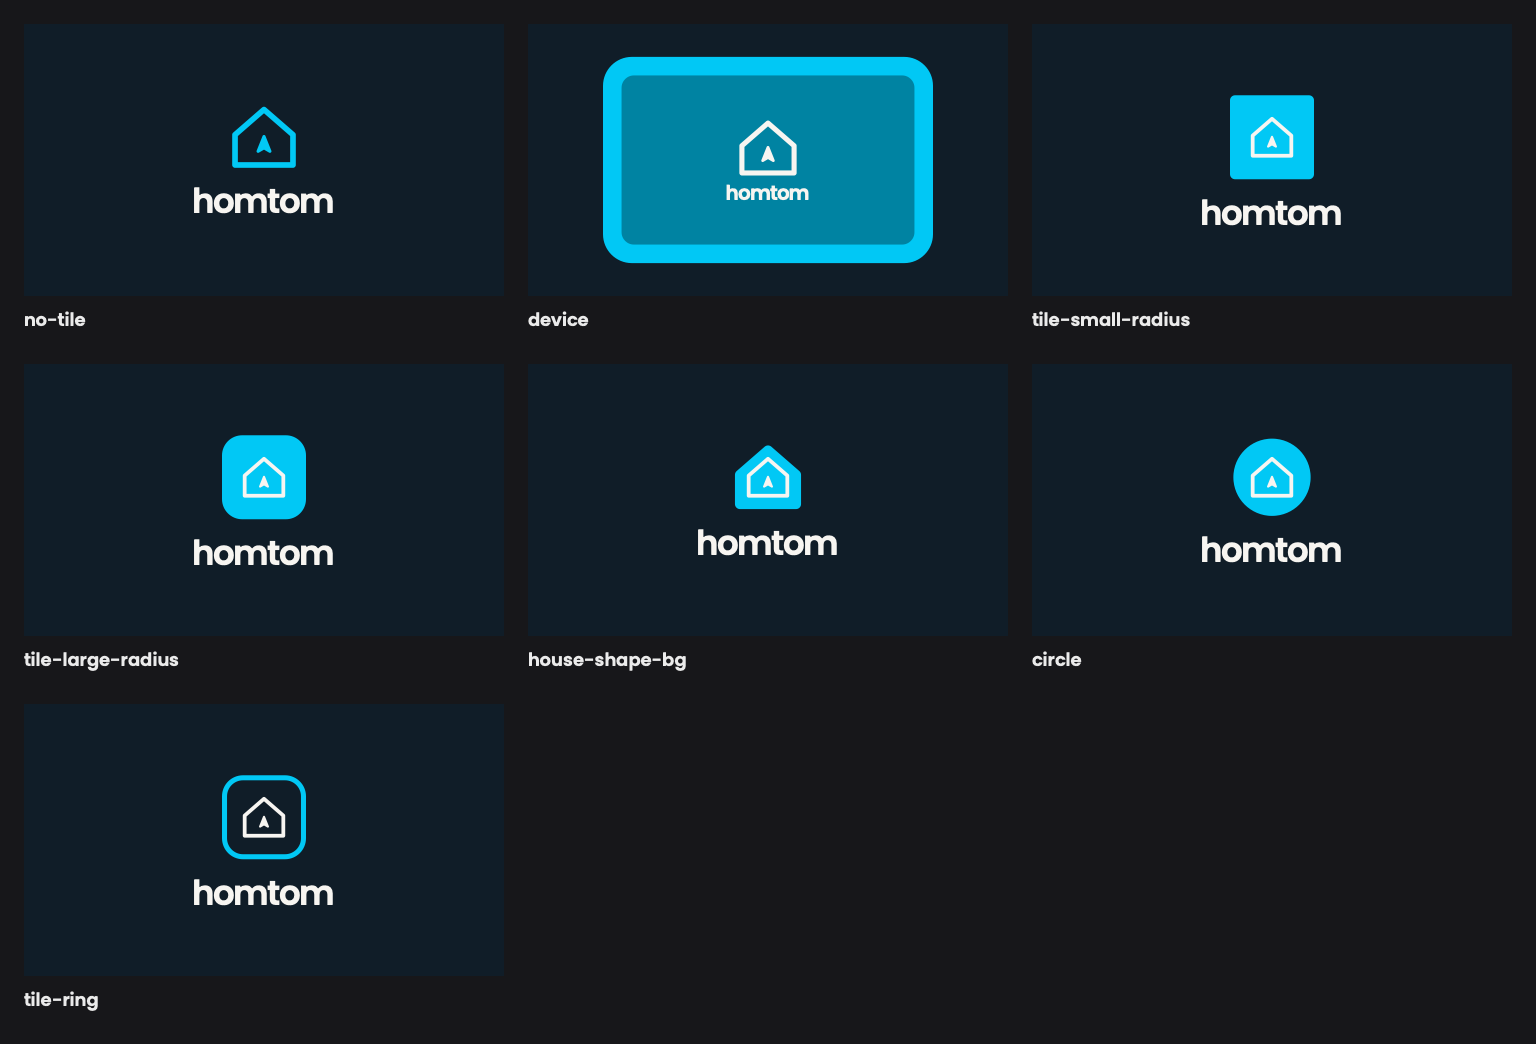 homtom
no-tile
homtom
device
homtom
tile-small-radius
homtom
tile-large-radius
homtom
house-shape-bg
homtom
circle
homtom
tile-ring